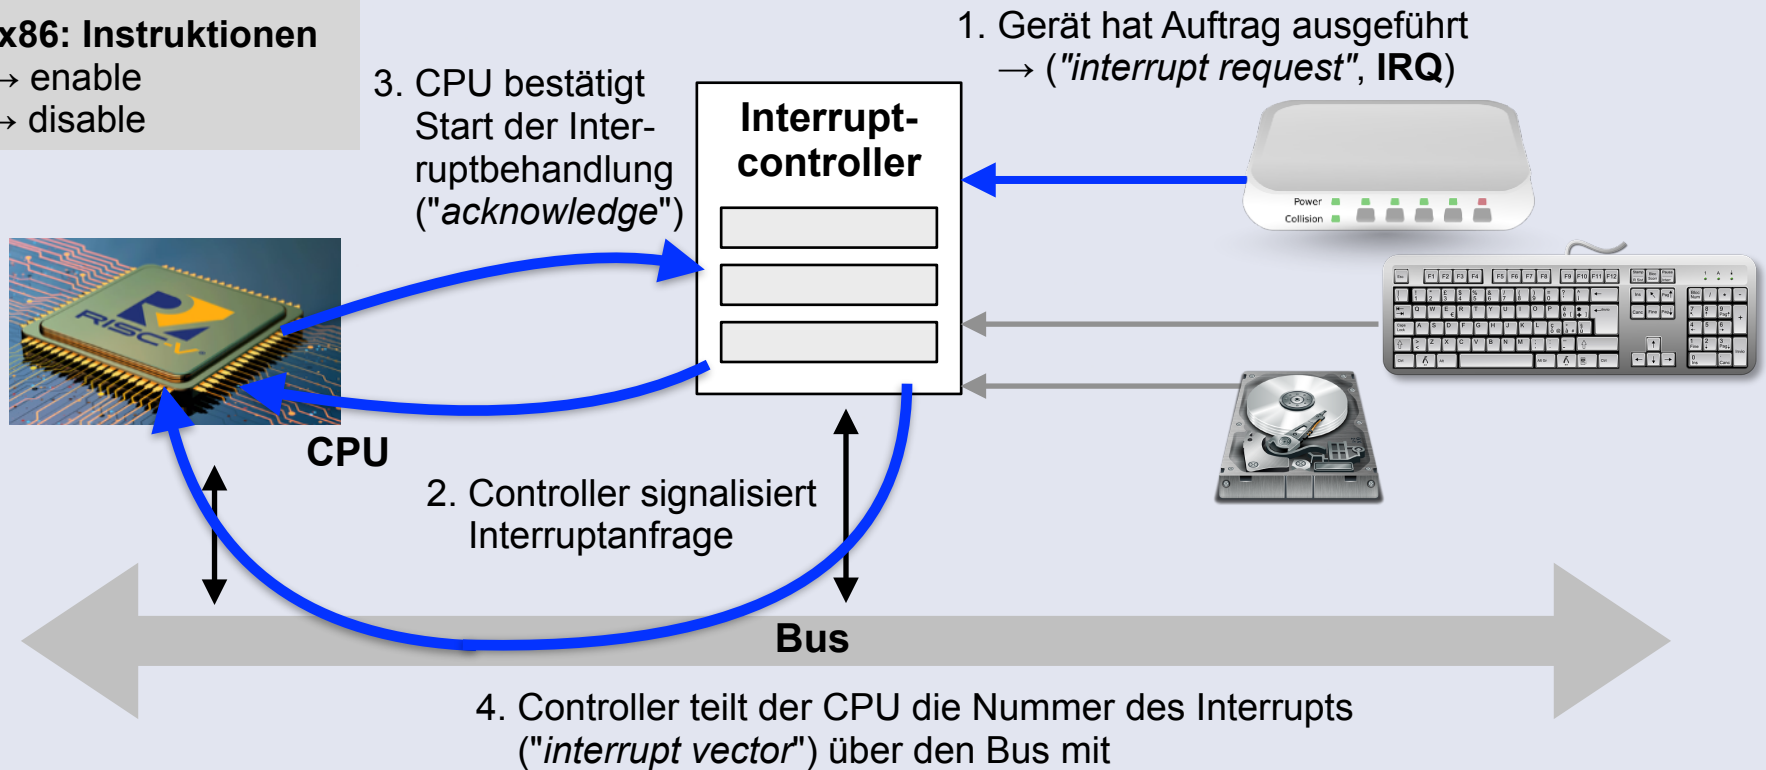 x86: Instruktionen
→ enable
→ disable
1. Gerät hat Auftrag ausgeführt
→ ("interrupt request", IRQ)
3. CPU bestätigt
Start der Inter-
ruptbehandlung
("acknowledge")
Interrupt-
controller
Power
Collision
RISC-V
CPU
2. Controller signalisiert
Interruptanfrage
Bus
4. Controller teilt der CPU die Nummer des Interrupts
("interrupt vector") über den Bus mit